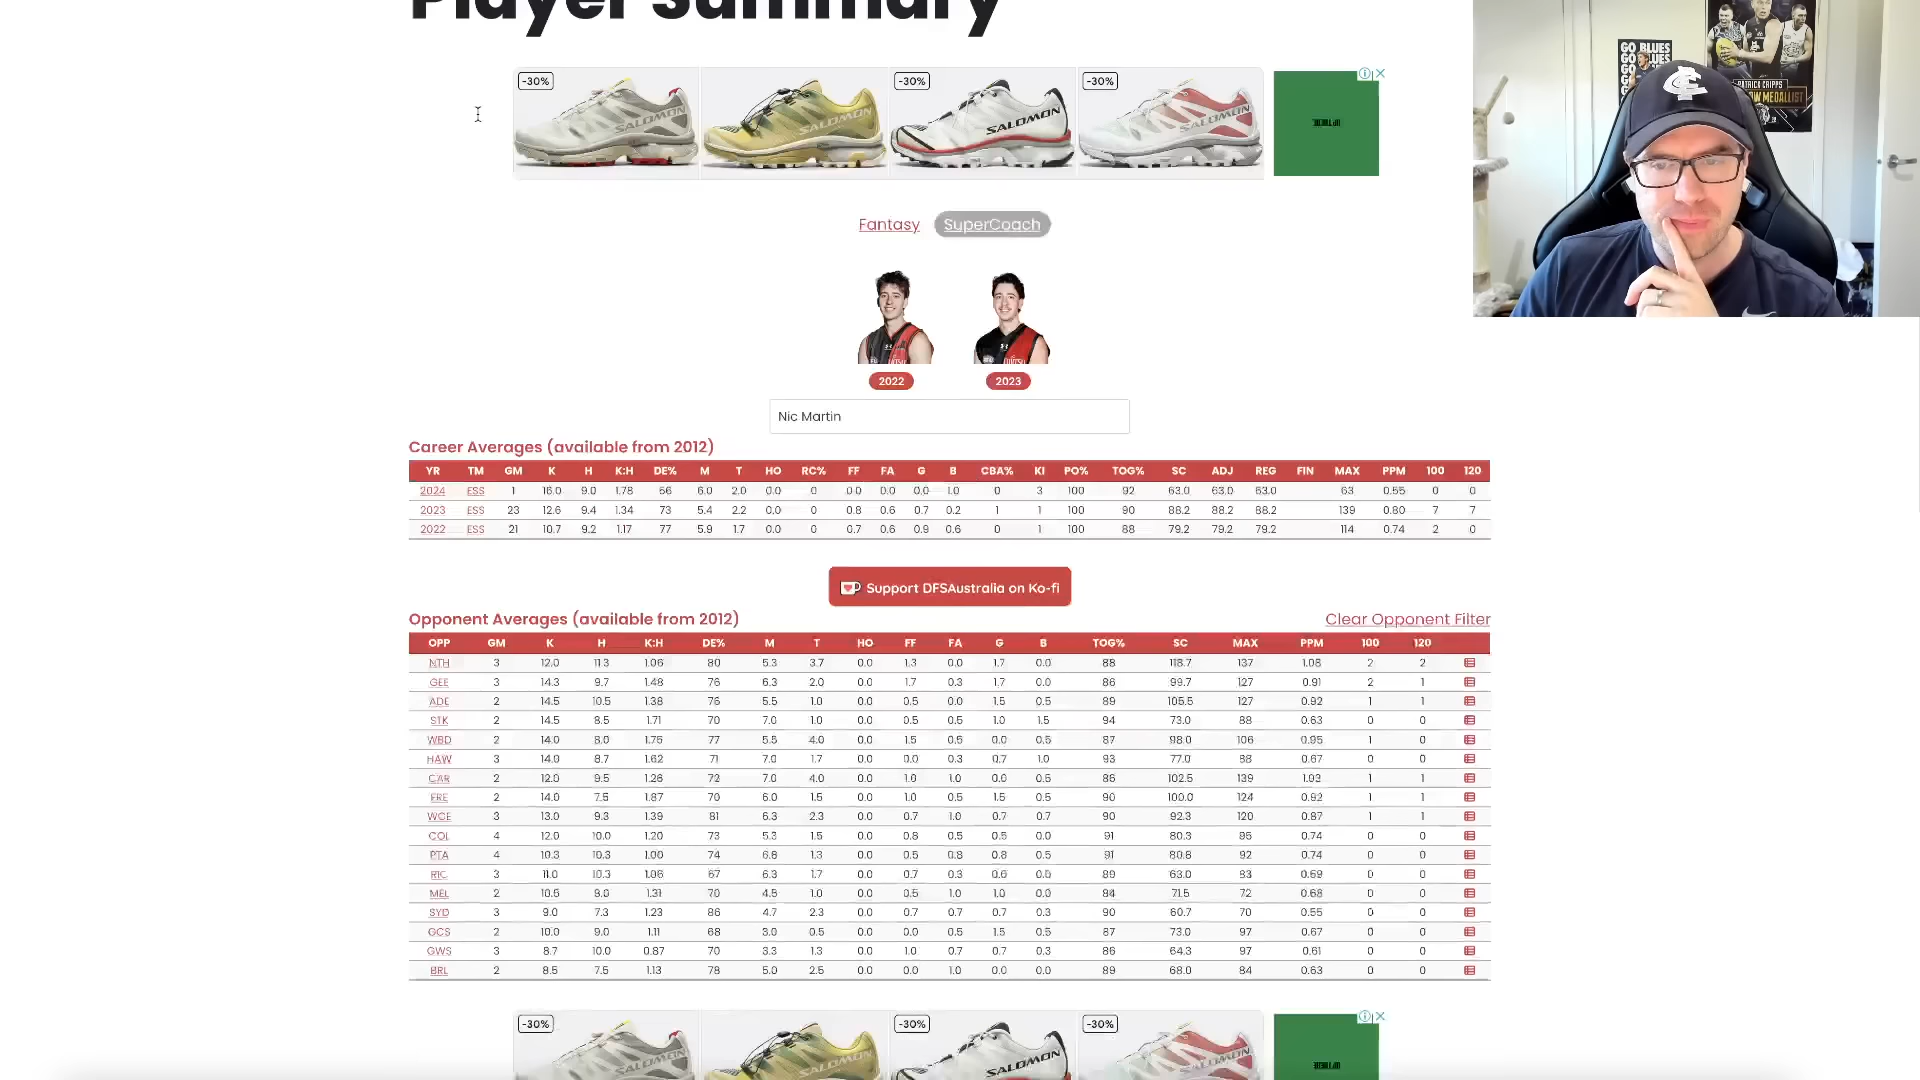 Player Summary
-30% -30% -30%
SALOMON SALOMON SALOMON SALOMON
GO BLUES
PATRICK CRIPPS
MEDALLIST
Fantasy SuperCoach
2022 2023
Nic Martin
Career Averages (available from 2012)
YR TM GM K H K:H DE% M T HO RC% FF FA G B CBA% KI PO% TOG% SC ADJ REG FIN MAX PPM 100 120
2024 ESS 1 16.0 9.0 1.78 56 6.0 2.0 0.0 0 0.0 0.0 0.0 1.0 0 3 100 92 63.0 63.0 63.0 63 0.55 0 0
2023 ESS 23 12.6 9.4 1.34 73 5.4 2.2 0.0 0 0.8 0.6 0.7 0.2 1 1 100 90 88.2 88.2 88.2 139 0.80 7 7
2022 ESS 21 10.7 9.2 1.17 77 5.9 1.7 0.0 0 0.7 0.6 0.9 0.6 0 1 100 88 79.2 79.2 79.2 114 0.74 2 0
Support DFSAustralia on Ko-fi
Opponent Averages (available from 2012) Clear Opponent Filter
OPP GM K H K:H DE% M T HO FF FA G B TOG% SC MAX PPM 100 120
NTH 3 12.0 11.3 1.06 80 5.3 3.7 0.0 1.3 0.0 1.7 0.0 88 118.7 137 1.08 2 2
GEE 3 14.3 9.7 1.48 76 6.3 2.0 0.0 1.7 0.3 1.7 0.0 86 99.7 127 0.91 2 1
ADE 2 14.5 10.5 1.38 76 5.5 1.0 0.0 0.5 0.0 1.5 0.5 89 105.5 127 0.92 1 1
STK 2 14.5 8.5 1.71 70 7.0 1.0 0.0 0.5 0.5 1.0 1.5 94 73.0 88 0.63 0 0
WBD 2 14.0 8.0 1.75 77 5.5 4.0 0.0 1.5 0.5 0.0 0.5 87 98.0 106 0.95 1 0
HAW 3 14.0 8.7 1.62 71 7.0 1.7 0.0 0.0 0.3 0.7 1.0 93 77.0 88 0.67 0 0
CAR 2 12.0 9.5 1.26 72 7.0 4.0 0.0 1.0 1.0 0.0 0.5 86 102.5 139 1.03 1 1
FRE 2 14.0 7.5 1.87 70 6.0 1.5 0.0 1.0 0.5 1.5 0.5 90 100.0 124 0.92 1 1
WCE 3 13.0 9.3 1.39 81 6.3 2.3 0.0 0.7 1.0 0.7 0.7 90 92.3 120 0.87 1 1
COL 4 12.0 10.0 1.20 73 5.3 1.5 0.0 0.8 0.5 0.5 0.0 91 80.3 95 0.74 0 0
PTA 4 10.3 10.3 1.00 74 6.8 1.3 0.0 0.5 0.8 0.8 0.5 91 80.8 92 0.74 0 0
RIC 3 11.0 10.3 1.06 67 6.3 1.7 0.0 0.7 0.3 0.0 89 63.0 83 0.59 0 0
MEL 2 10.5 8.0 1.31 70 4.5 1.0 0.0 0.5 1.0 1.0 0.0 84 71.5 72 0.68 0 0
SYD 3 9.0 7.3 1.23 86 4.7 2.3 0.0 0.7 0.7 0.7 0.3 90 60.7 70 0.55 0 0
GCS 2 10.0 9.0 1.11 68 3.0 0.5 0.0 0.0 0.5 1.5 0.5 87 73.0 97 0.67 0 0
GWS 3 8.7 10.0 0.87 70 3.3 1.3 0.0 1.0 0.7 0.7 0.3 86 64.3 97 0.61 0 0
BRL 2 8.5 7.5 1.13 78 5.0 2.5 0.0 0.0 1.0 0.0 0.0 89 68.0 84 0.63 0 0
-30% -30% -30%
SALOMON SALOMON SALOMON SALOMON